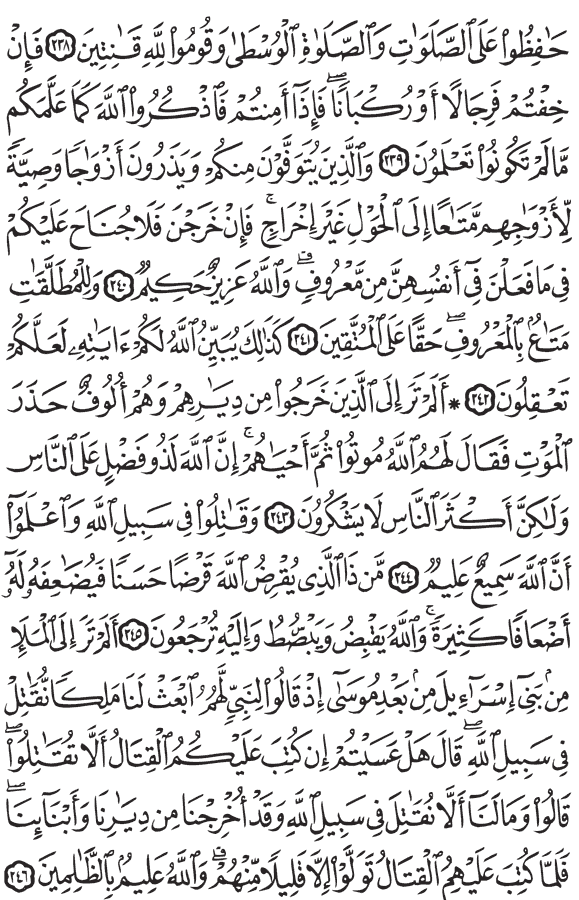 حَٰفِظُوا۟ عَلَى ٱلصَّلَوَٰتِ وَٱلصَّلَوٰةِ ٱلْوُسْطَىٰ وَقُومُوا۟ لِلَّهِ قَٰنِتِينَ ٢٣٨ فَإِنْ
خِفْتُمْ فَرِجَالًا أَوْ رُكْبَانًا ۖ فَإِذَآ أَمِنتُمْ فَٱذْكُرُوا۟ ٱللَّهَ كَمَا عَلَّمَكُم
مَّا لَمْ تَكُونُوا۟ تَعْلَمُونَ ٢٣٩ وَٱلَّذِينَ يُتَوَفَّوْنَ مِنكُمْ وَيَذَرُونَ أَزْوَٰجًا وَصِيَّةً
لِّأَزْوَٰجِهِم مَّتَٰعًا إِلَى ٱلْحَوْلِ غَيْرَ إِخْرَاجٍ ۚ فَإِنْ خَرَجْنَ فَلَا جُنَاحَ عَلَيْكُمْ
فِى مَا فَعَلْنَ فِىٓ أَنفُسِهِنَّ مِن مَّعْرُوفٍ ۗ وَٱللَّهُ عَزِيزٌ حَكِيمٌ ٢٤٠ وَلِلْمُطَلَّقَٰتِ
مَتَٰعٌۢ بِٱلْمَعْرُوفِ ۖ حَقًّا عَلَى ٱلْمُتَّقِينَ ٢٤١ كَذَٰلِكَ يُبَيِّنُ ٱللَّهُ لَكُمْ ءَايَٰتِهِۦ لَعَلَّكُمْ
تَعْقِلُونَ ٢٤٢ * أَلَمْ تَرَ إِلَى ٱلَّذِينَ خَرَجُوا۟ مِن دِيَٰرِهِمْ وَهُمْ أُلُوفٌ حَذَرَ
ٱلْمَوْتِ فَقَالَ لَهُمُ ٱللَّهُ مُوتُوا۟ ثُمَّ أَحْيَٰهُمْ ۚ إِنَّ ٱللَّهَ لَذُو فَضْلٍ عَلَى ٱلنَّاسِ
وَلَٰكِنَّ أَكْثَرَ ٱلنَّاسِ لَا يَشْكُرُونَ ٢٤٣ وَقَٰتِلُوا۟ فِى سَبِيلِ ٱللَّهِ وَٱعْلَمُوٓا۟
أَنَّ ٱللَّهَ سَمِيعٌ عَلِيمٌ ٢٤٤ مَّن ذَا ٱلَّذِى يُقْرِضُ ٱللَّهَ قَرْضًا حَسَنًا فَيُضَٰعِفَهُۥ لَهُۥٓ
أَضْعَافًا كَثِيرَةً ۚ وَٱللَّهُ يَقْبِضُ وَيَبْصُۜطُ وَإِلَيْهِ تُرْجَعُونَ ٢٤٥ أَلَمْ تَرَ إِلَى ٱلْمَلَإِ
مِنۢ بَنِىٓ إِسْرَٰٓءِيلَ مِنۢ بَعْدِ مُوسَىٰٓ إِذْ قَالُوا۟ لِنَبِىٍّ لَّهُمُ ٱبْعَثْ لَنَا مَلِكًا نُّقَٰتِلْ
فِى سَبِيلِ ٱللَّهِ ۖ قَالَ هَلْ عَسَيْتُمْ إِن كُتِبَ عَلَيْكُمُ ٱلْقِتَالُ أَلَّا تُقَٰتِلُوا۟ ۖ
قَالُوا۟ وَمَا لَنَآ أَلَّا نُقَٰتِلَ فِى سَبِيلِ ٱللَّهِ وَقَدْ أُخْرِجْنَا مِن دِيَٰرِنَا وَأَبْنَآئِنَا ۖ
فَلَمَّا كُتِبَ عَلَيْهِمُ ٱلْقِتَالُ تَوَلَّوْا۟ إِلَّا قَلِيلًا مِّنْهُمْ ۗ وَٱللَّهُ عَلِيمٌۢ بِٱلظَّٰلِمِينَ ٢٤٦